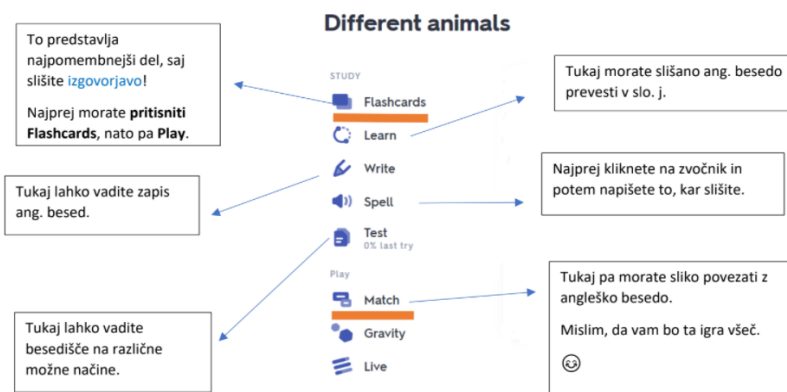 Different animals
To predstavlja
najpomembnejši del, saj
slišite izgovorjavo!
Najprej morate pritisniti
Flashcards, nato pa Play.
Tukaj lahko vadite zapis
ang. besed.
Tukaj lahko vadite
besedišče na različne
možne načine.
STUDY
Flashcards
Learn
Write
Spell
Test
0% last try
Play
Match
Gravity
Live
Tukaj morate slišano ang. besedo
prevesti v slo. j.
Najprej kliknete na zvočnik in
potem napišete to, kar slišite.
Tukaj pa morate sliko povezati z
angleško besedo.
Mislim, da vam bo ta igra všeč.